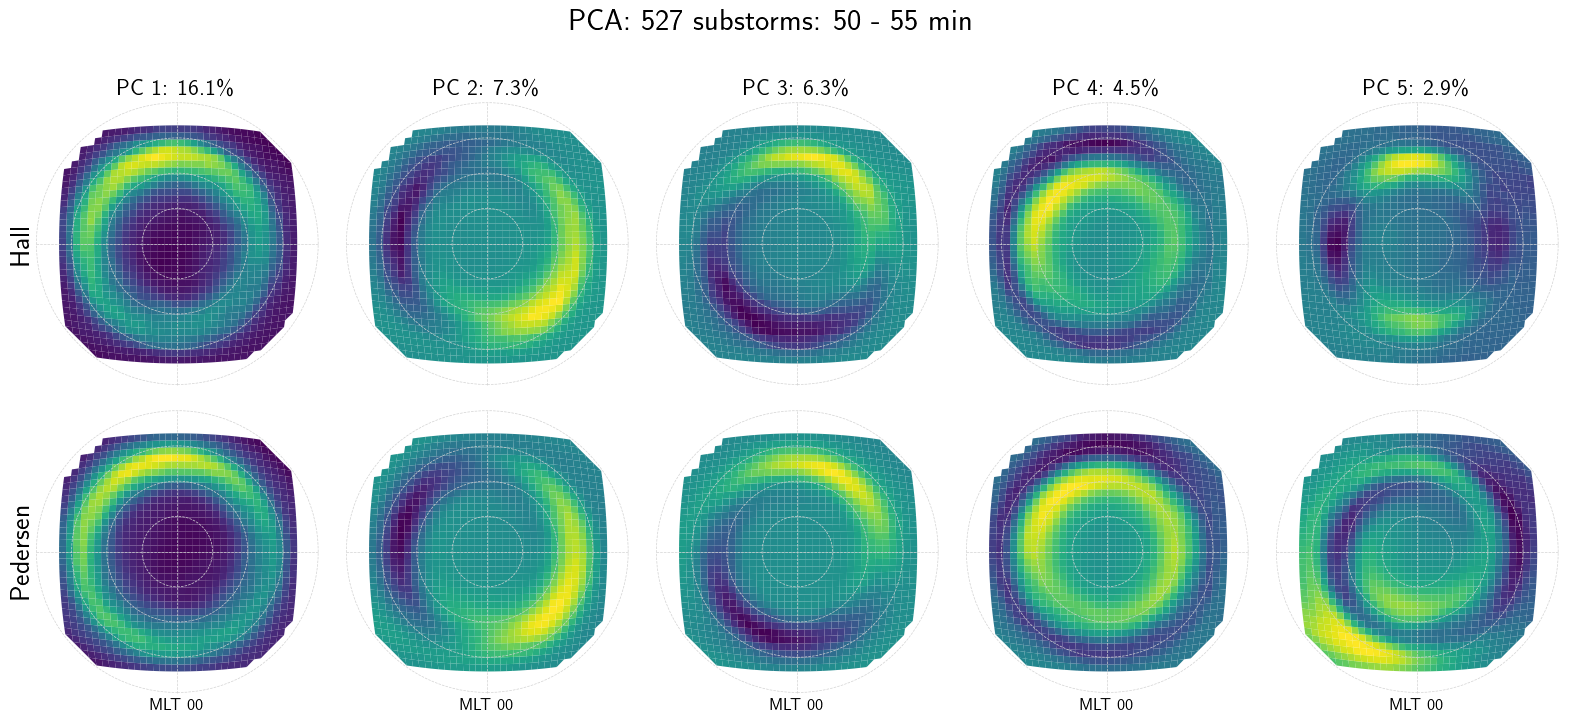 PCA: 527 substorms: 50 - 55 min
PC 1: 16.1%
PC 2: 7.3%
PC 3: 6.3%
PC 4: 4.5%
PC 5: 2.9%
Hall
Pedersen
MLT 00
MLT 00
MLT 00
MLT 00
MLT 00